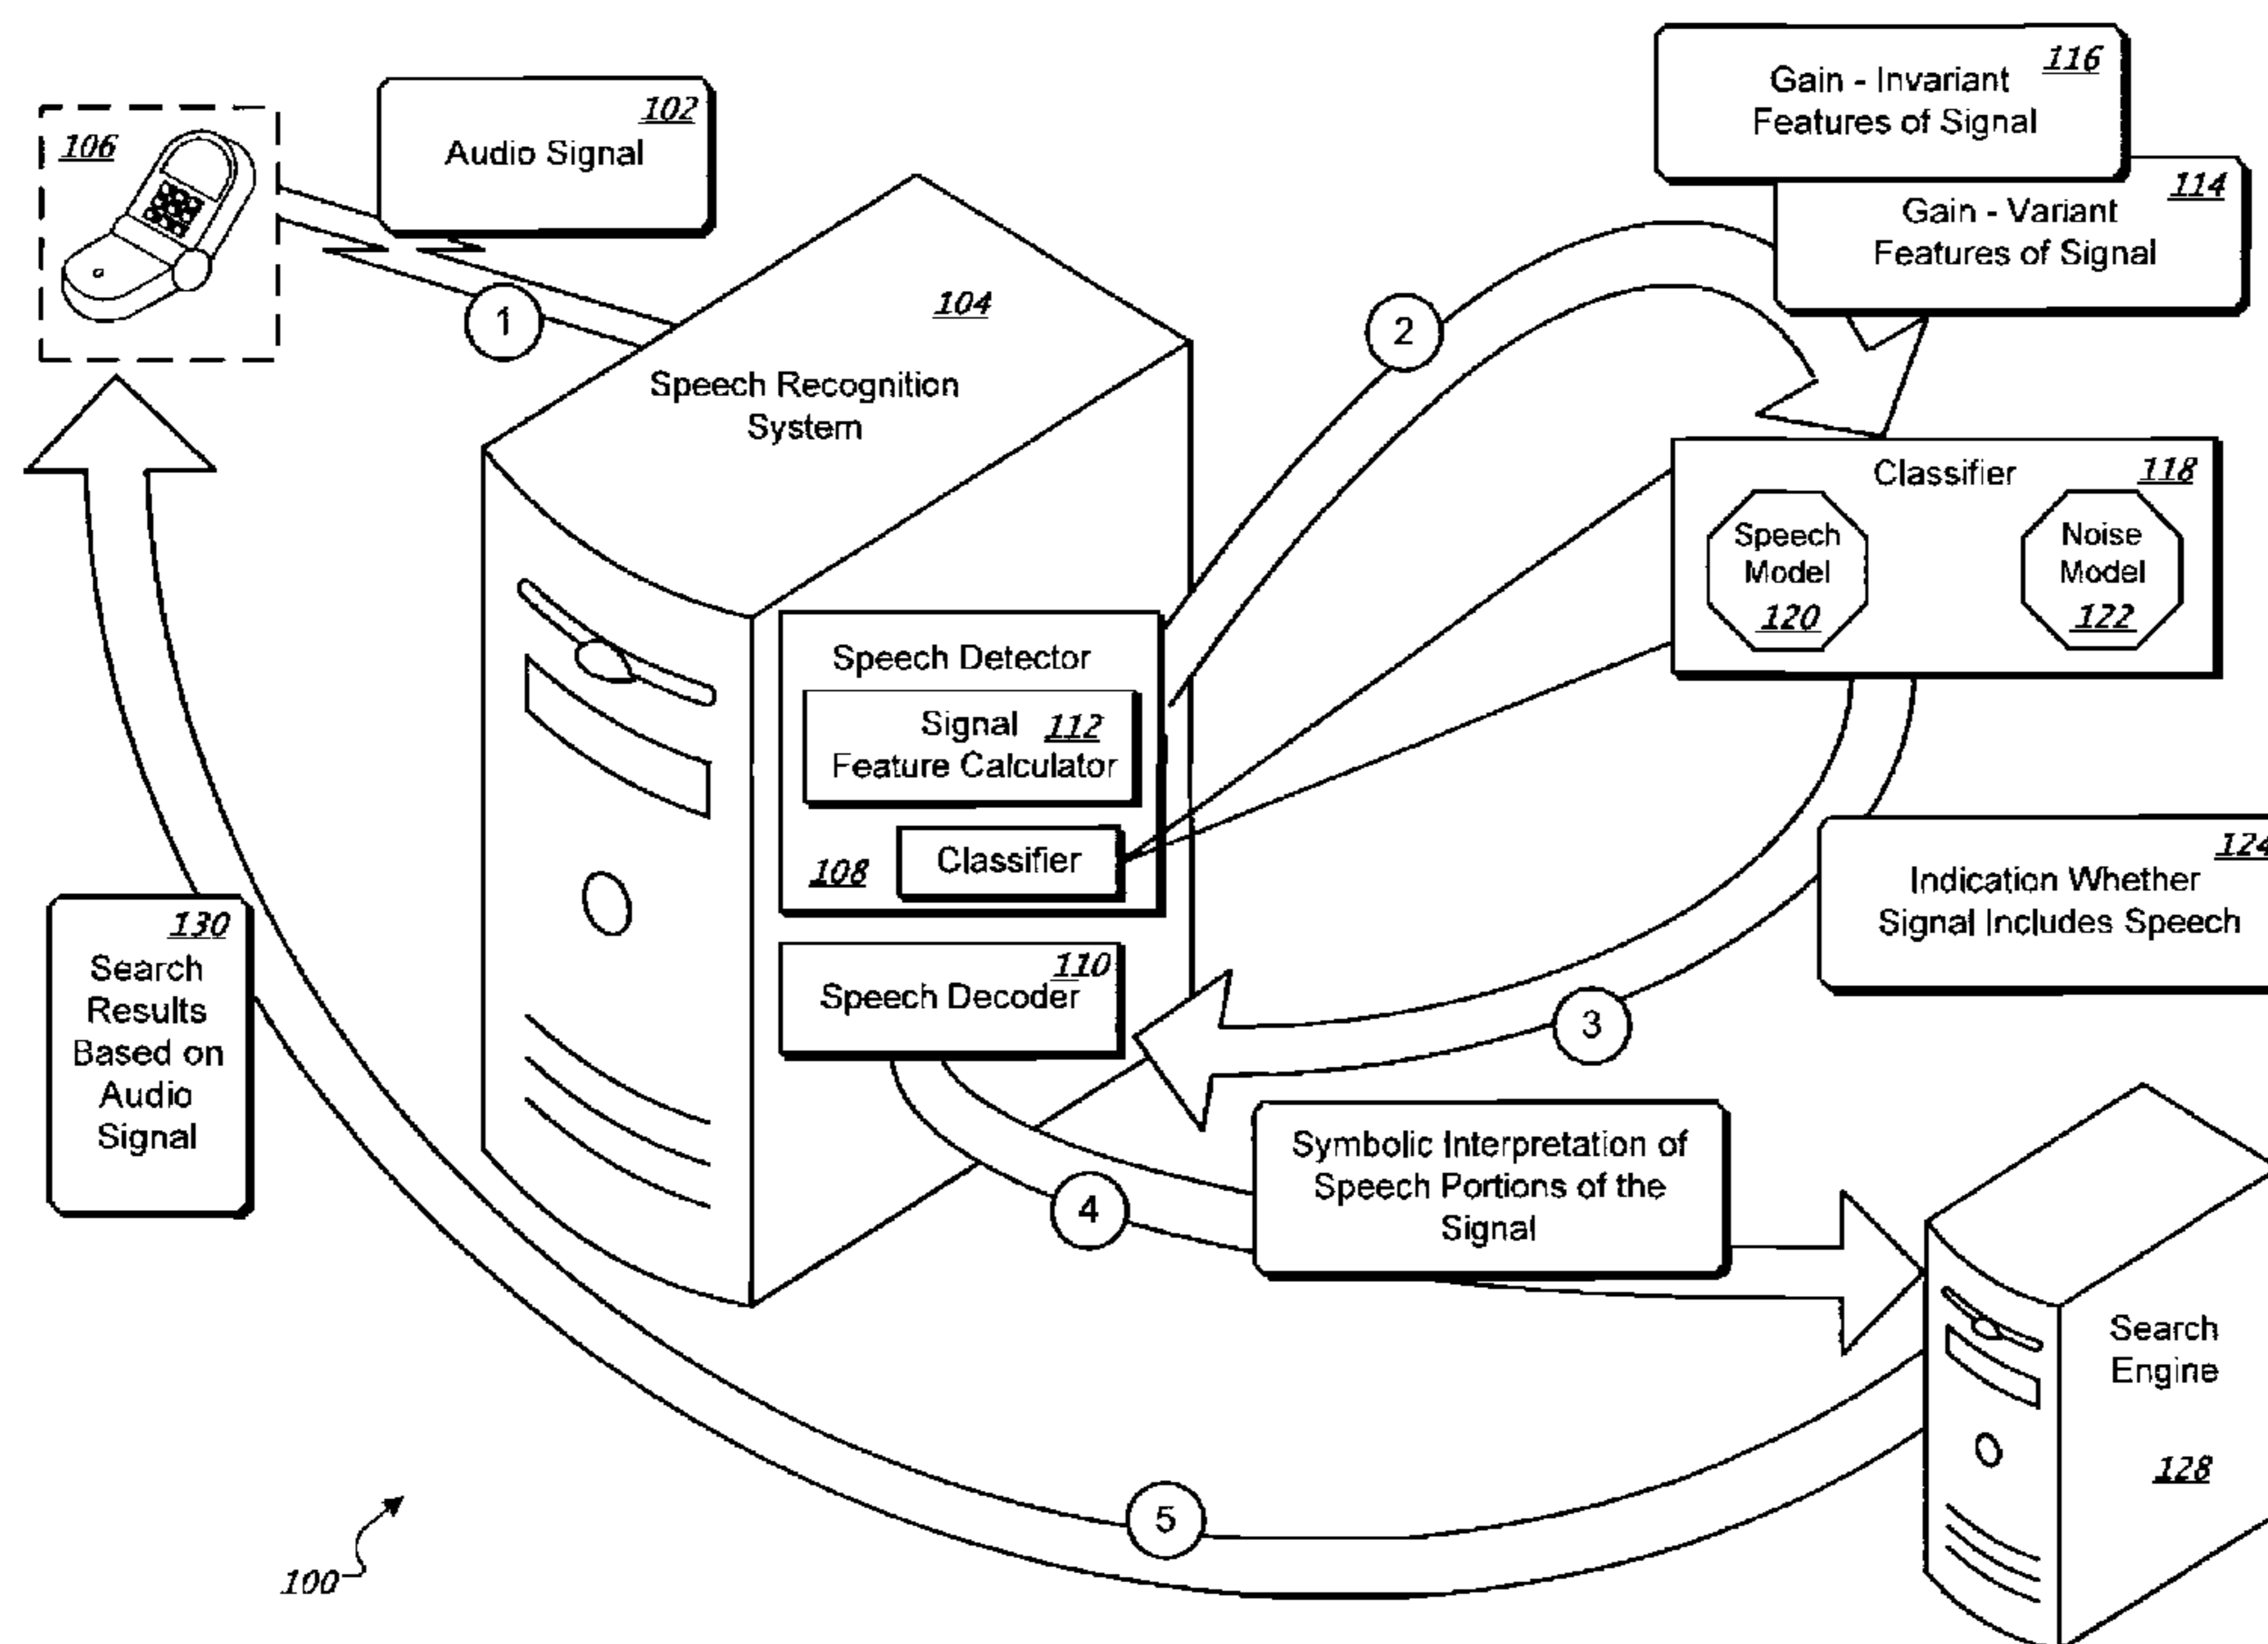 106
102
Audio Signal
1
104
Speech Recognition
System
2
116
Gain - Invariant
Features of Signal
114
Gain - Variant
Features of Signal
Classifier 118
Speech
Model
120
Noise
Model
122
Speech Detector
Signal 112
Feature Calculator
108
Classifier
110
Speech Decoder
124
Indication Whether
Signal Includes Speech
3
4
Symbolic Interpretation of
Speech Portions of the
Signal
Search
Engine
128
5
130
Search
Results
Based on
Audio
Signal
100